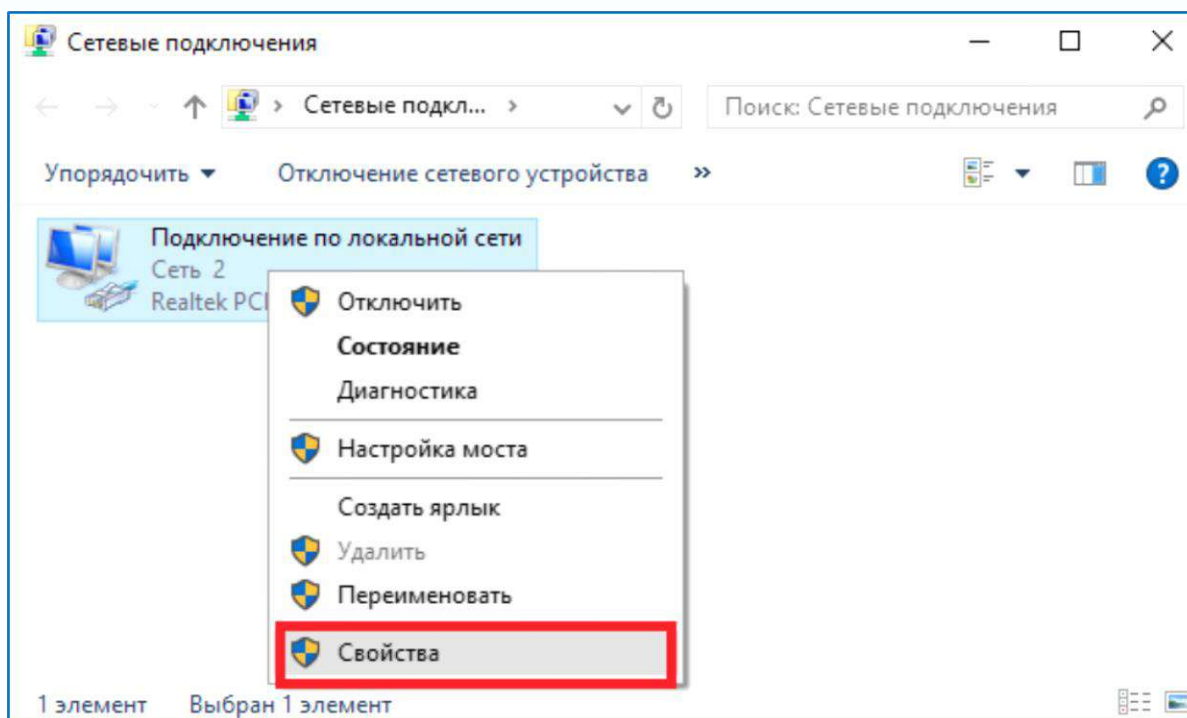 Сетевые подключения
Сетевые подкл...
Поиск: Сетевые подключения
Упорядочить
Отключение сетевого устройства
»
?
Подключение по локальной сети
Сеть 2
Realtek PCI
Отключить
Состояние
Диагностика
Настройка моста
Создать ярлык
Удалить
Переименовать
Свойства
1 элемент
Выбран 1 элемент